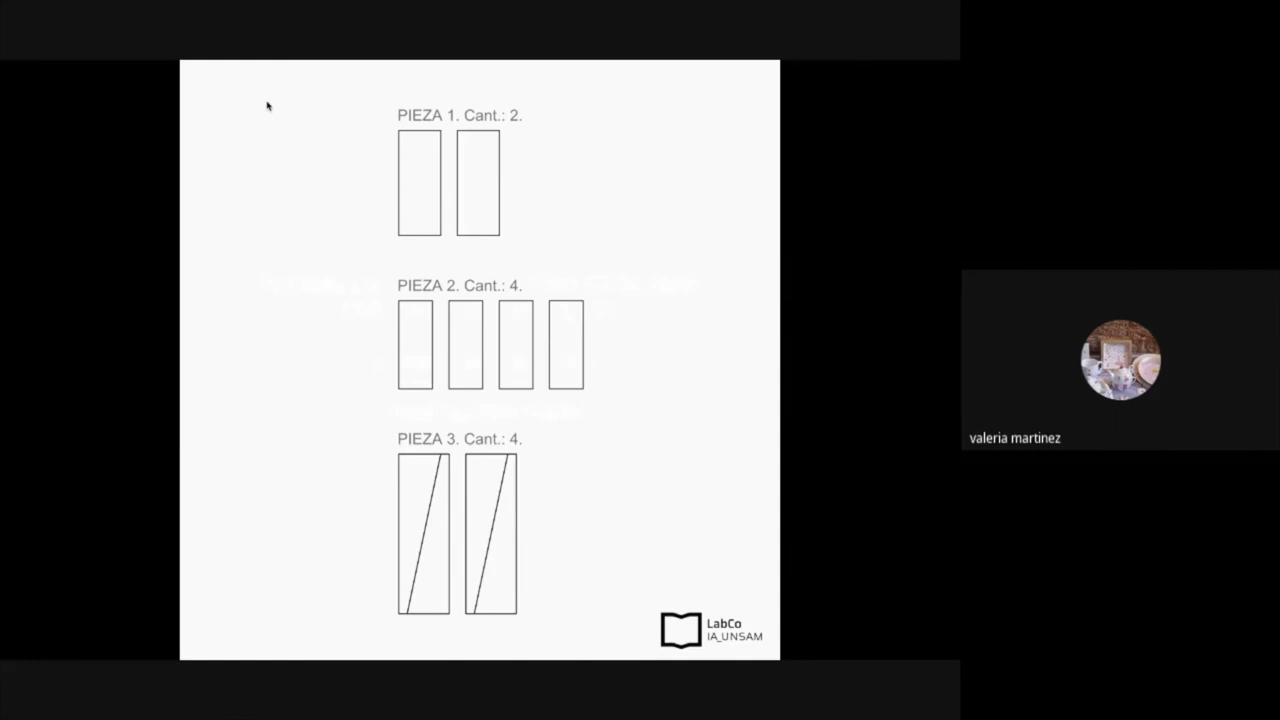 PIEZA 1. Cant.: 2.
PIEZA 2. Cant.: 4.
PIEZA 3. Cant.: 4.
LabCo
IA_UNSAM
valeria martinez